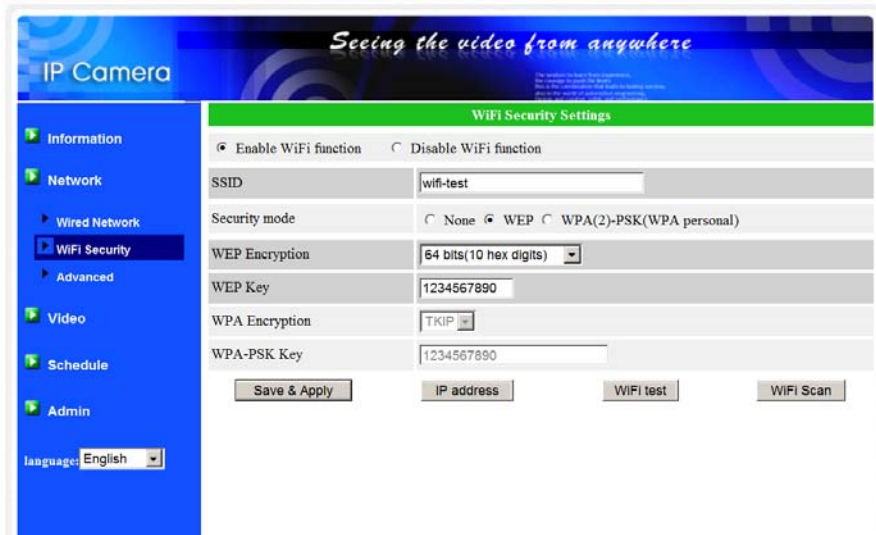 Seeing the video from anywhere
IP Camera
WiFi Security Settings
Information
Network
Wired Network
WiFi Security
Advanced
Video
Schedule
Admin
language: English
Enable WiFi function Disable WiFi function
SSID wifi-test
Security mode None WEP WPA(2)-PSK(WPA personal)
WEP Encryption 64 bits(10 hex digits)
WEP Key 1234567890
WPA Encryption TKIP
WPA-PSK Key 1234567890
Save & Apply IP address WiFi test WiFi Scan